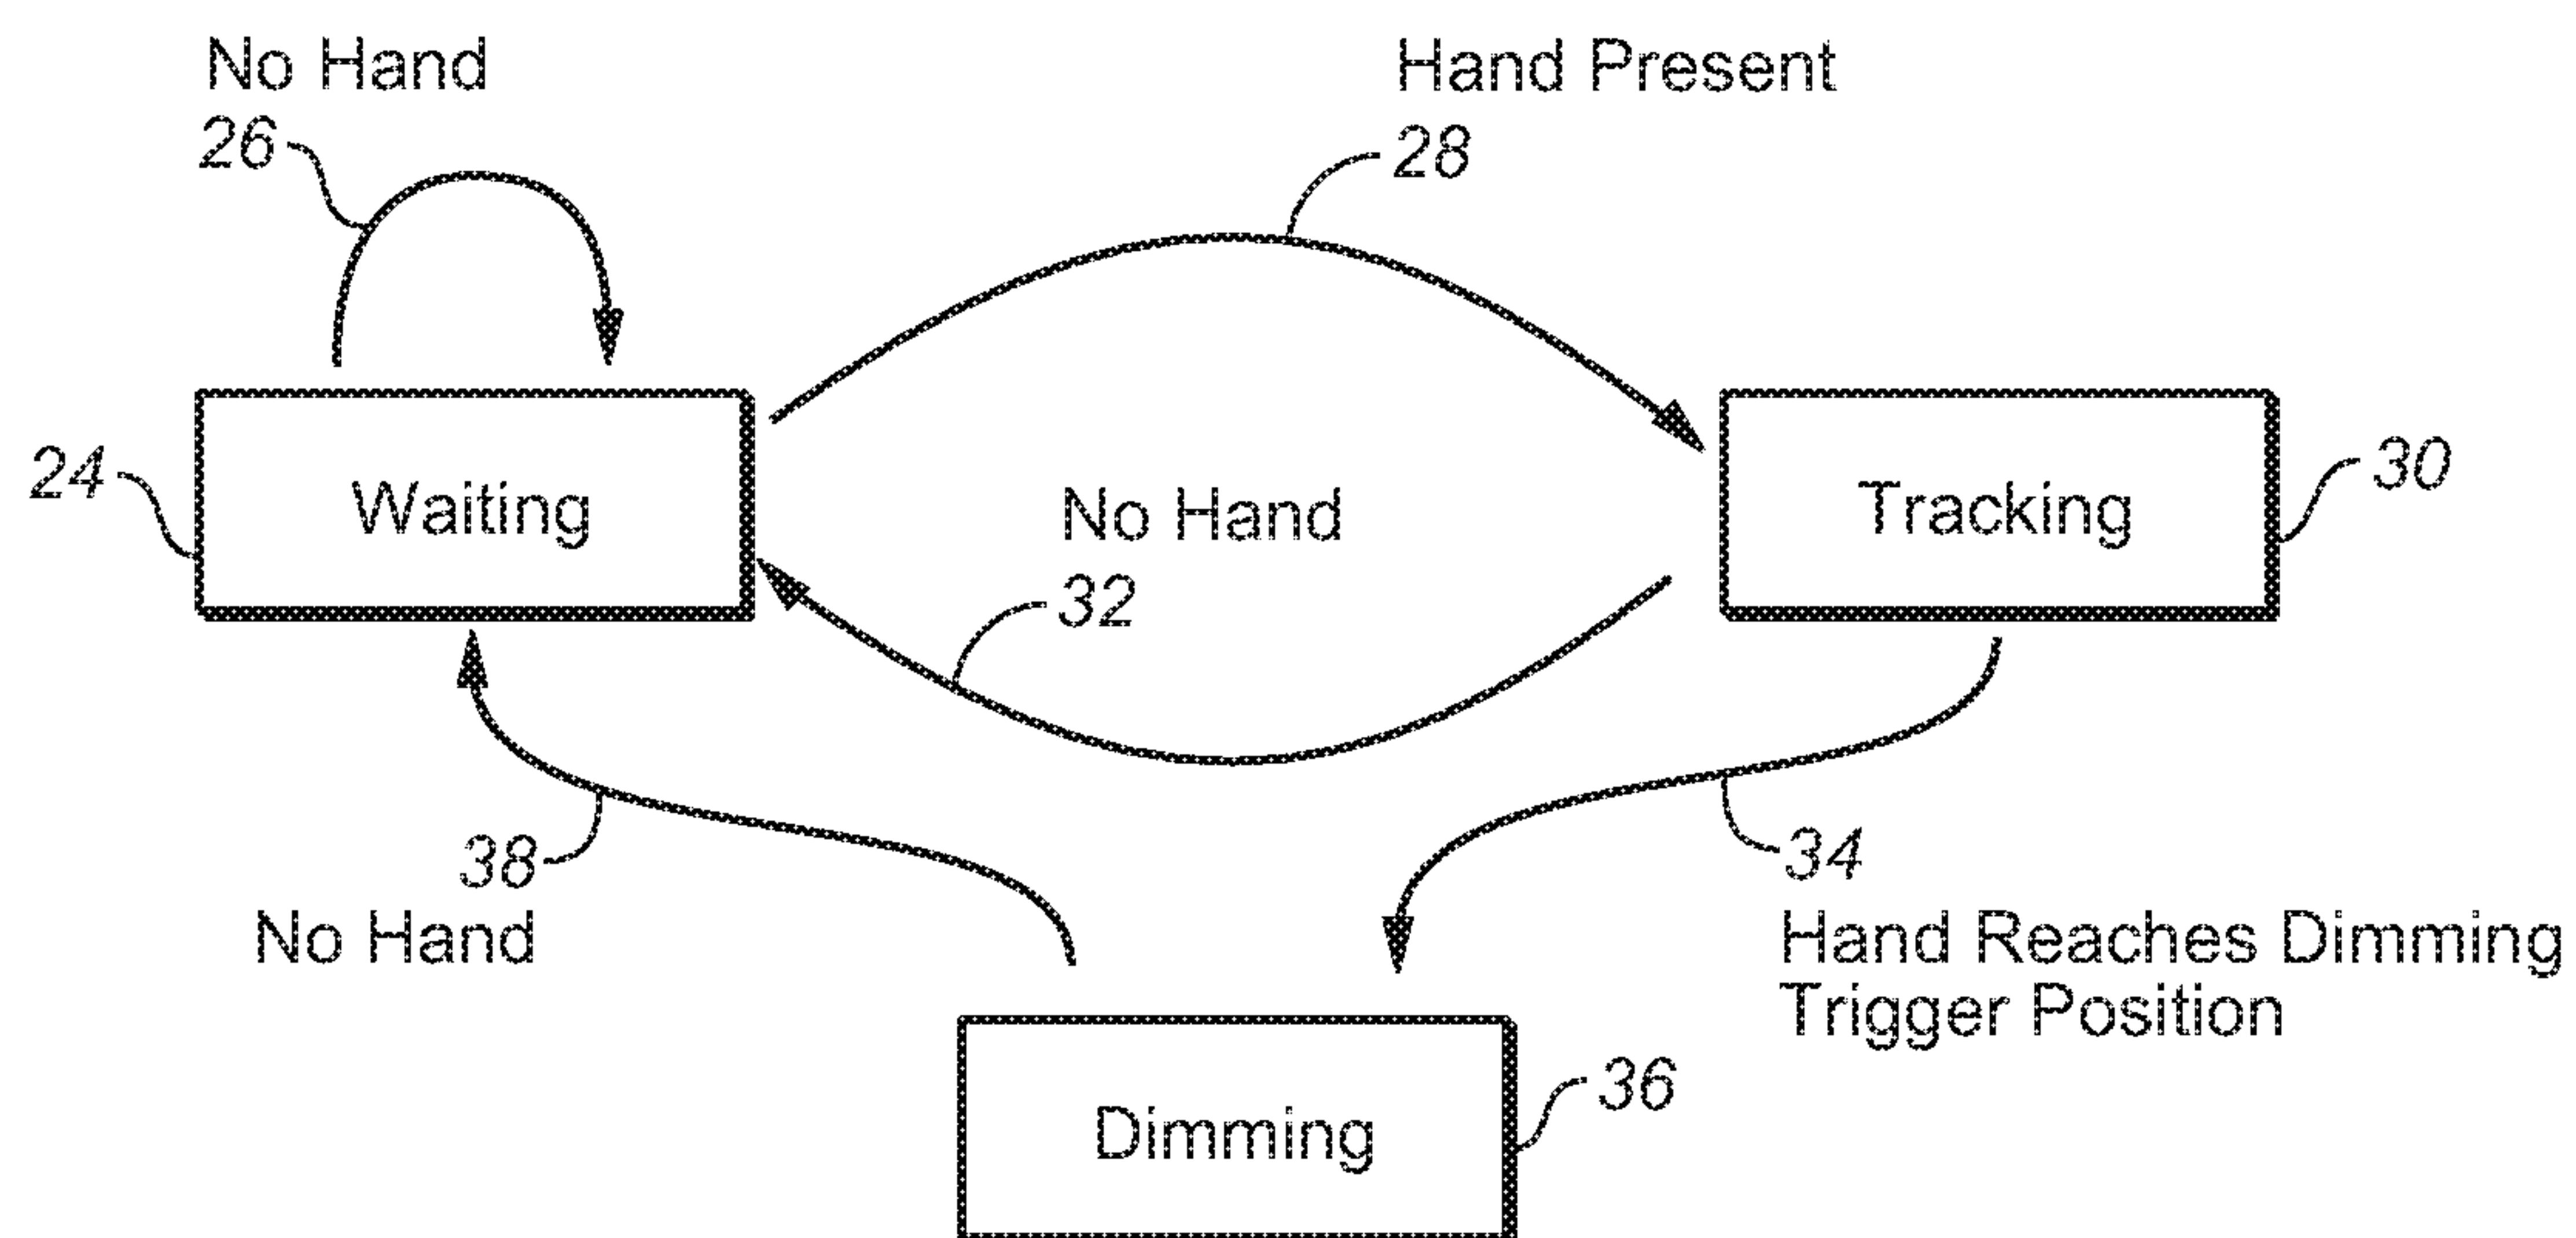 No Hand
26
Hand Present
28
24
Waiting
No Hand
32
Tracking
30
38
No Hand
34
Hand Reaches Dimming
Trigger Position
Dimming
36